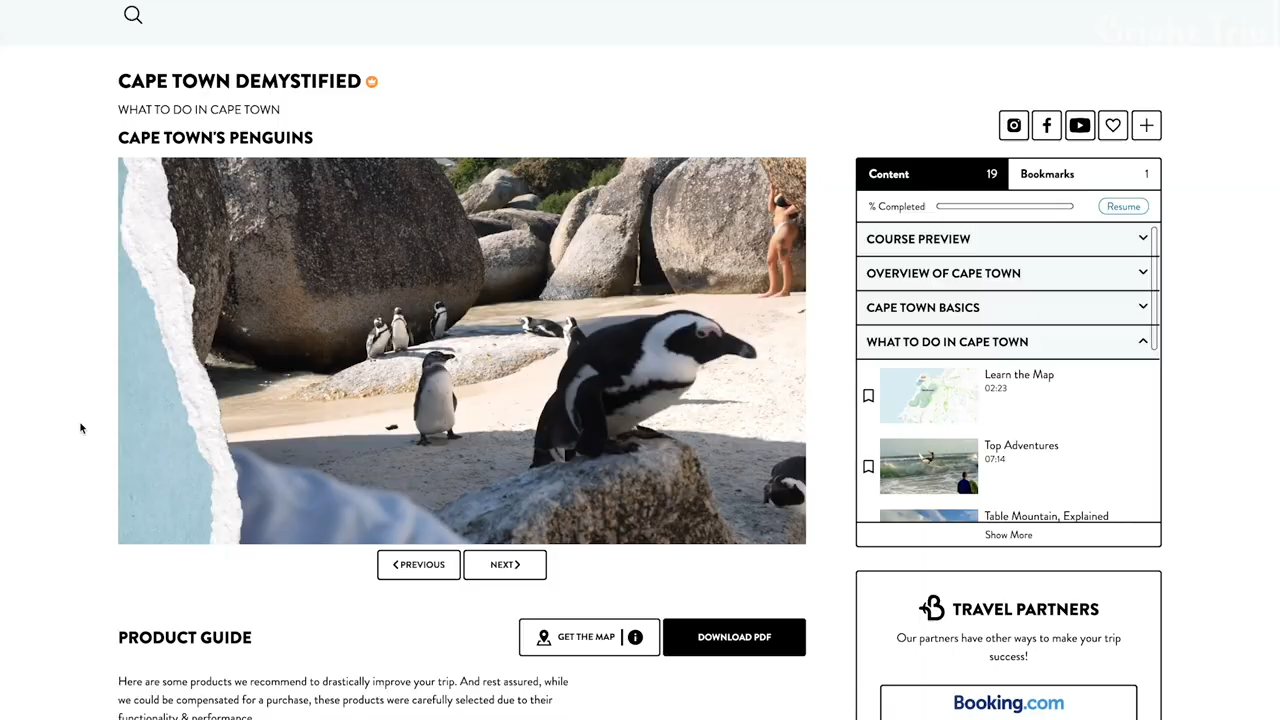 Bright Trip
CAPE TOWN DEMYSTIFIED
WHAT TO DO IN CAPE TOWN
CAPE TOWN'S PENGUINS
Content 19
Bookmarks 1
% Completed
Resume
COURSE PREVIEW
OVERVIEW OF CAPE TOWN
CAPE TOWN BASICS
WHAT TO DO IN CAPE TOWN
Learn the Map
02:23
Top Adventures
07:14
Table Mountain, Explained
Show More
PREVIOUS
NEXT
PRODUCT GUIDE
GET THE MAP
DOWNLOAD PDF
Here are some products we recommend to drastically improve your trip. And rest assured, while
we could be compensated for a purchase, these products were carefully selected due to their
functionality & performance
TRAVEL PARTNERS
Our partners have other ways to make your trip
success!
Booking.com